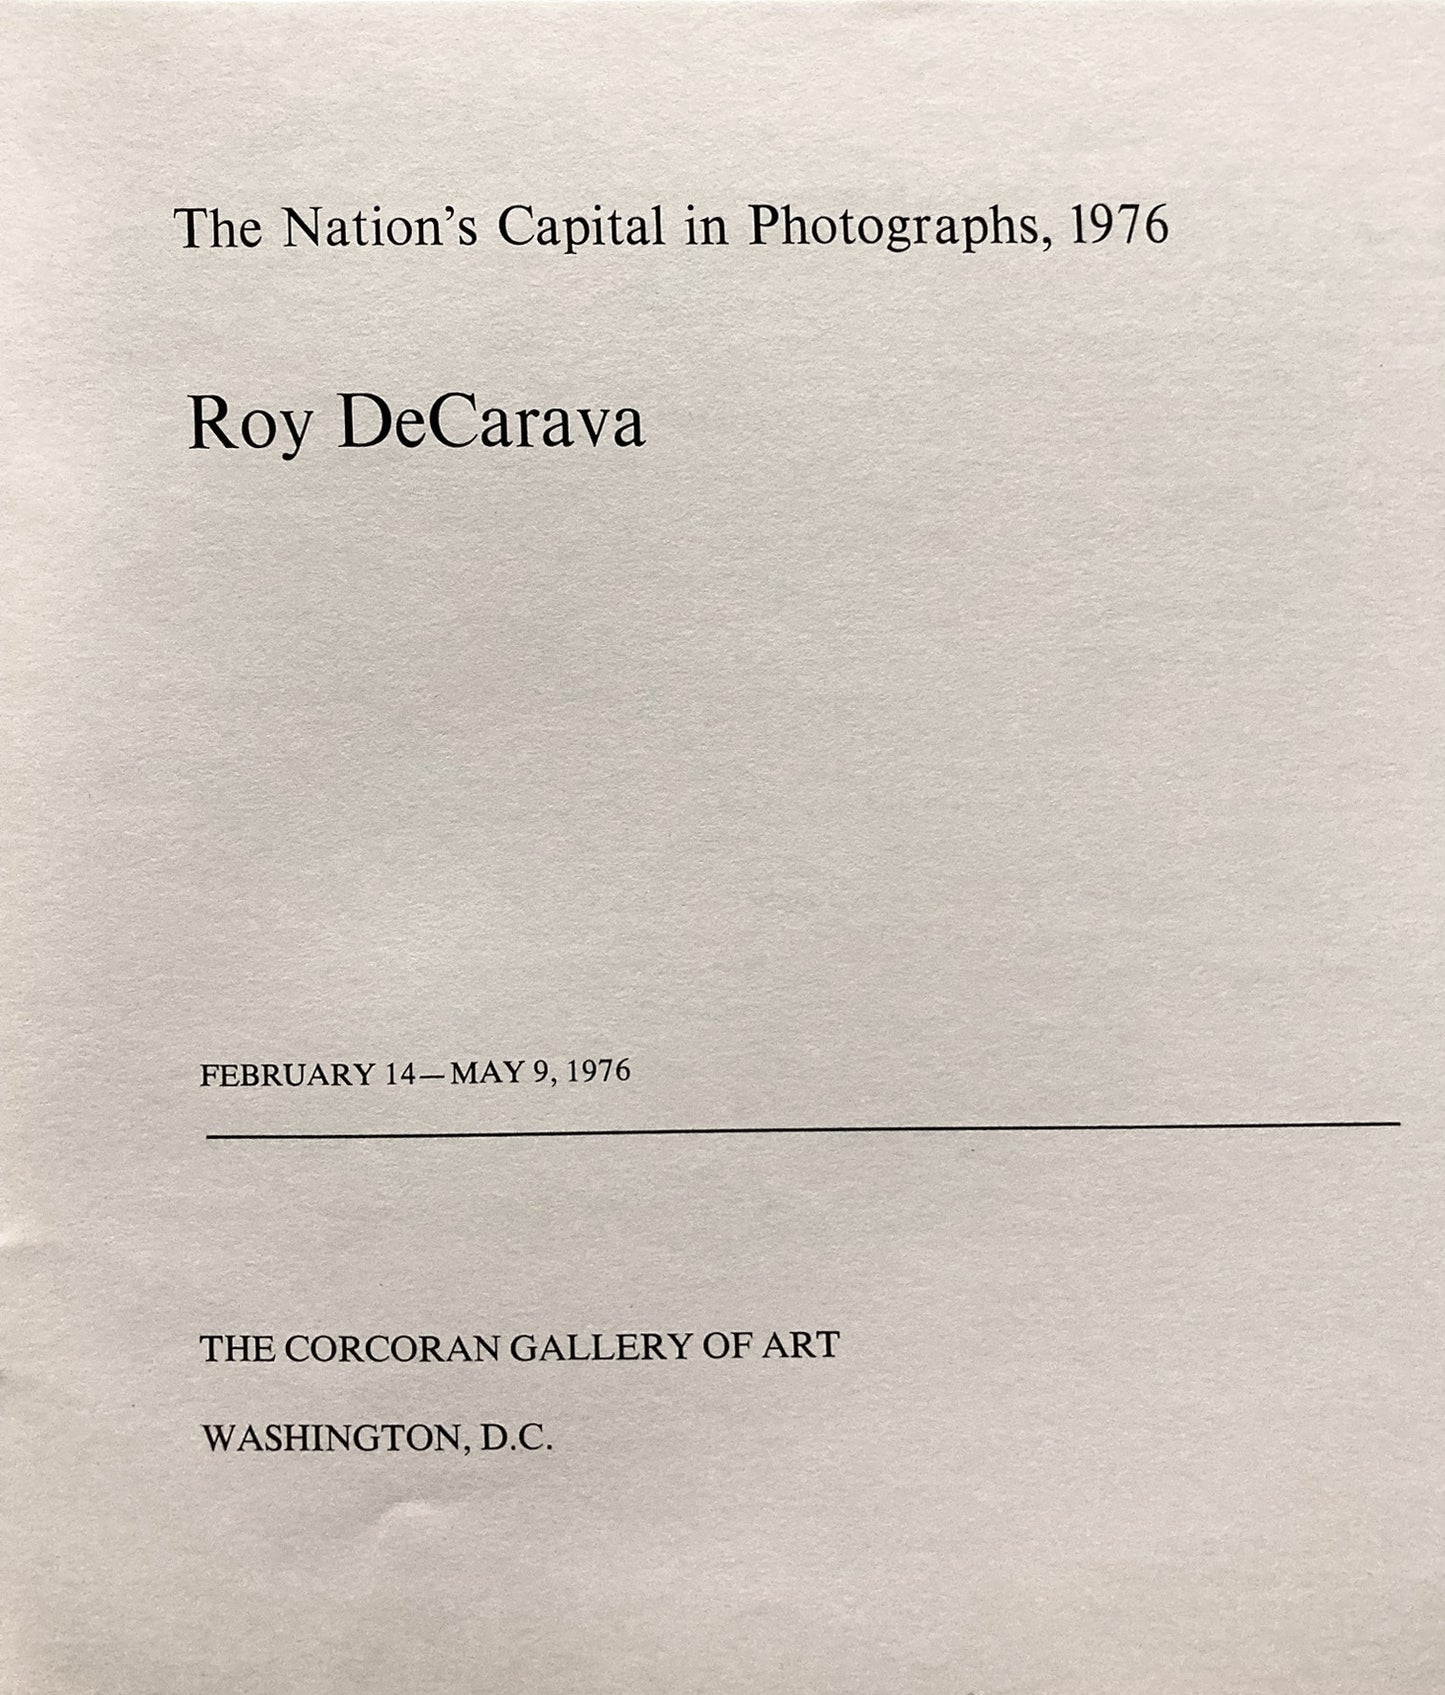 The Nation’s Capital in Photographs, 1976
Roy DeCarava
FEBRUARY 14—MAY 9, 1976
THE CORCORAN GALLERY OF ART
WASHINGTON, D.C.